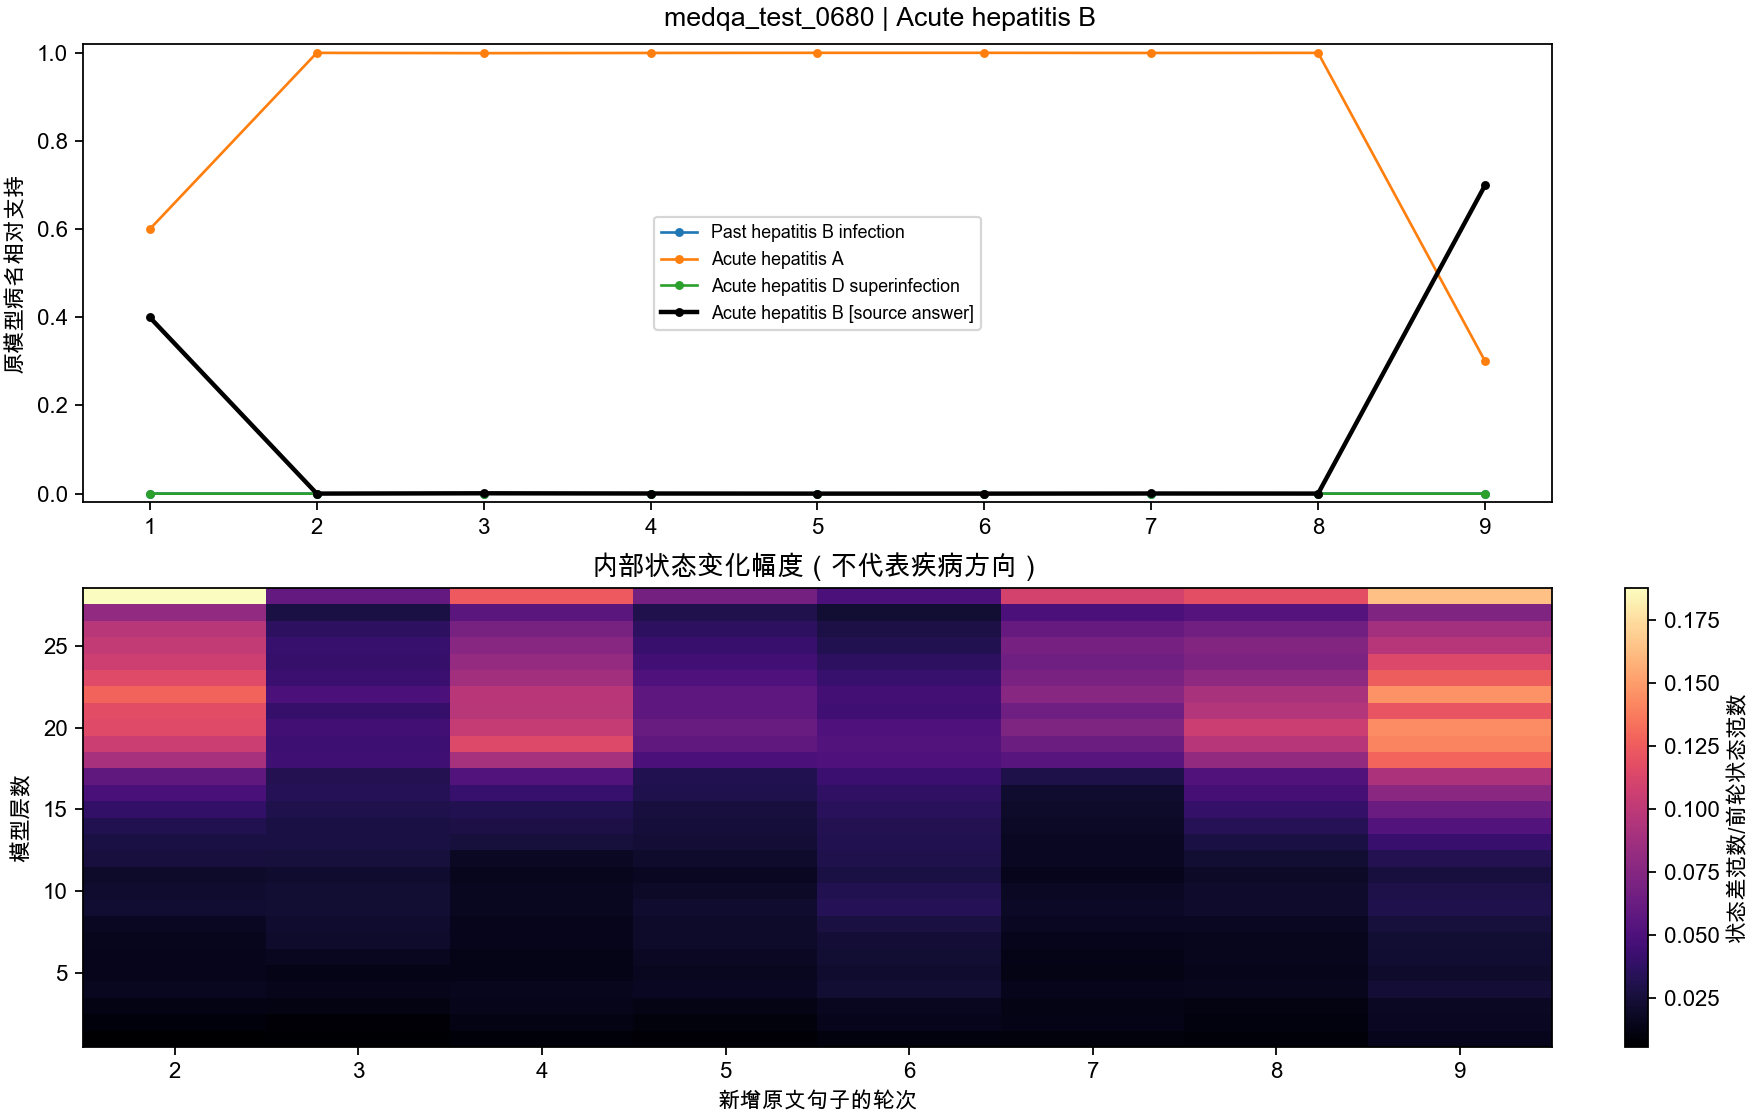 medqa_test_0680 | Acute hepatitis B
原模型病名相对支持
1.0
0.8
0.6
0.4
0.2
0.0
Past hepatitis B infection
Acute hepatitis A
Acute hepatitis D superinfection
Acute hepatitis B [source answer]
1 2 3 4 5 6 7 8 9
内部状态变化幅度（不代表疾病方向）
模型层数
25
20
15
10
5
2 3 4 5 6 7 8 9
新增原文句子的轮次
0.175
0.150
0.125
0.100
0.075
0.050
0.025
状态差范数/前轮状态范数